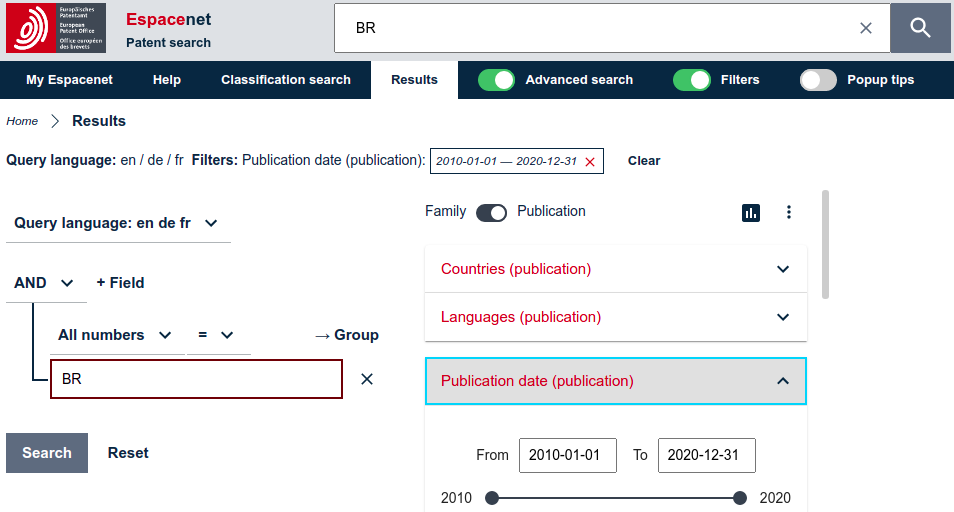 Europäisches
Patentamt
European
Patent Office
Office européen
des brevets
Espacenet
Patent search
BR
My Espacenet Help Classification search Results Advanced search Filters Popup tips
Home Results
Query language: en / de / fr Filters: Publication date (publication): 2010-01-01 — 2020-12-31 Clear
Query language: en de fr
AND + Field
All numbers = → Group
BR
Search Reset
Family Publication
Countries (publication)
Languages (publication)
Publication date (publication)
From 2010-01-01 To 2020-12-31
2010 2020